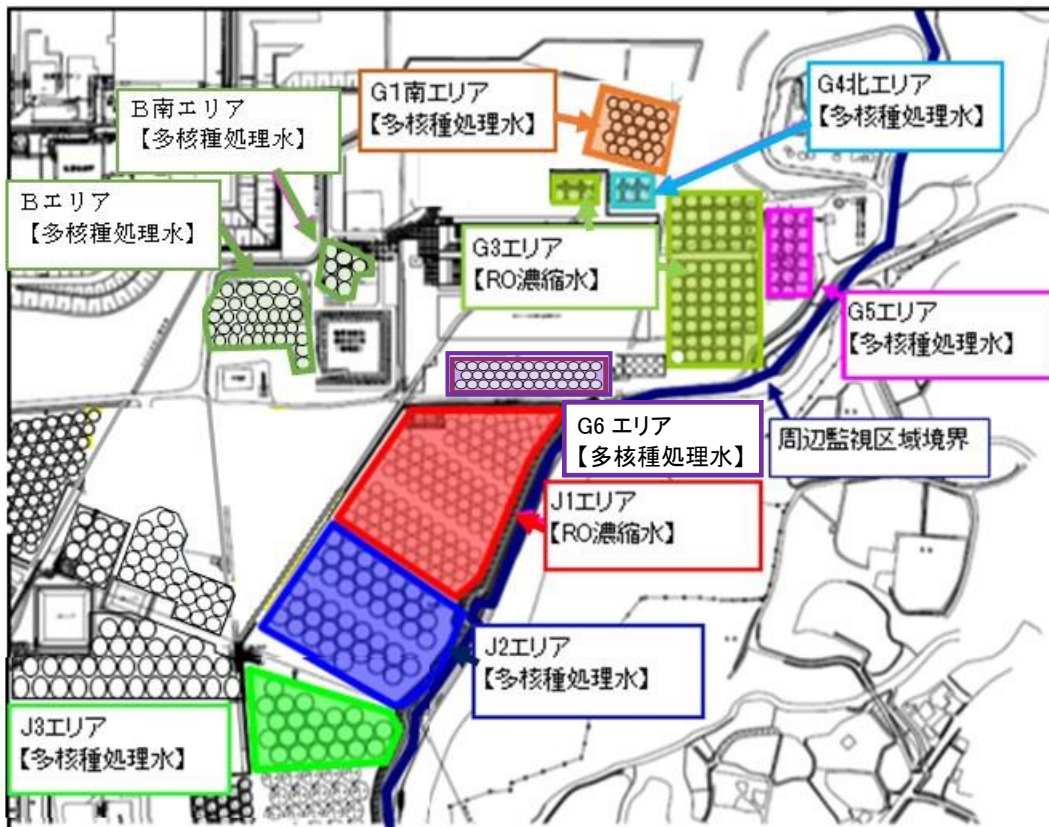 G1南エリア
【多核種処理水】
G4北エリア
【多核種処理水】
B南エリア
【多核種処理水】
Bエリア
【多核種処理水】
G3エリア
【RO濃縮水】
G5エリア
【多核種処理水】
G6 エリア
【多核種処理水】
周辺監視区域境界
J1エリア
【RO濃縮水】
J2エリア
【多核種処理水】
J3エリア
【多核種処理水】